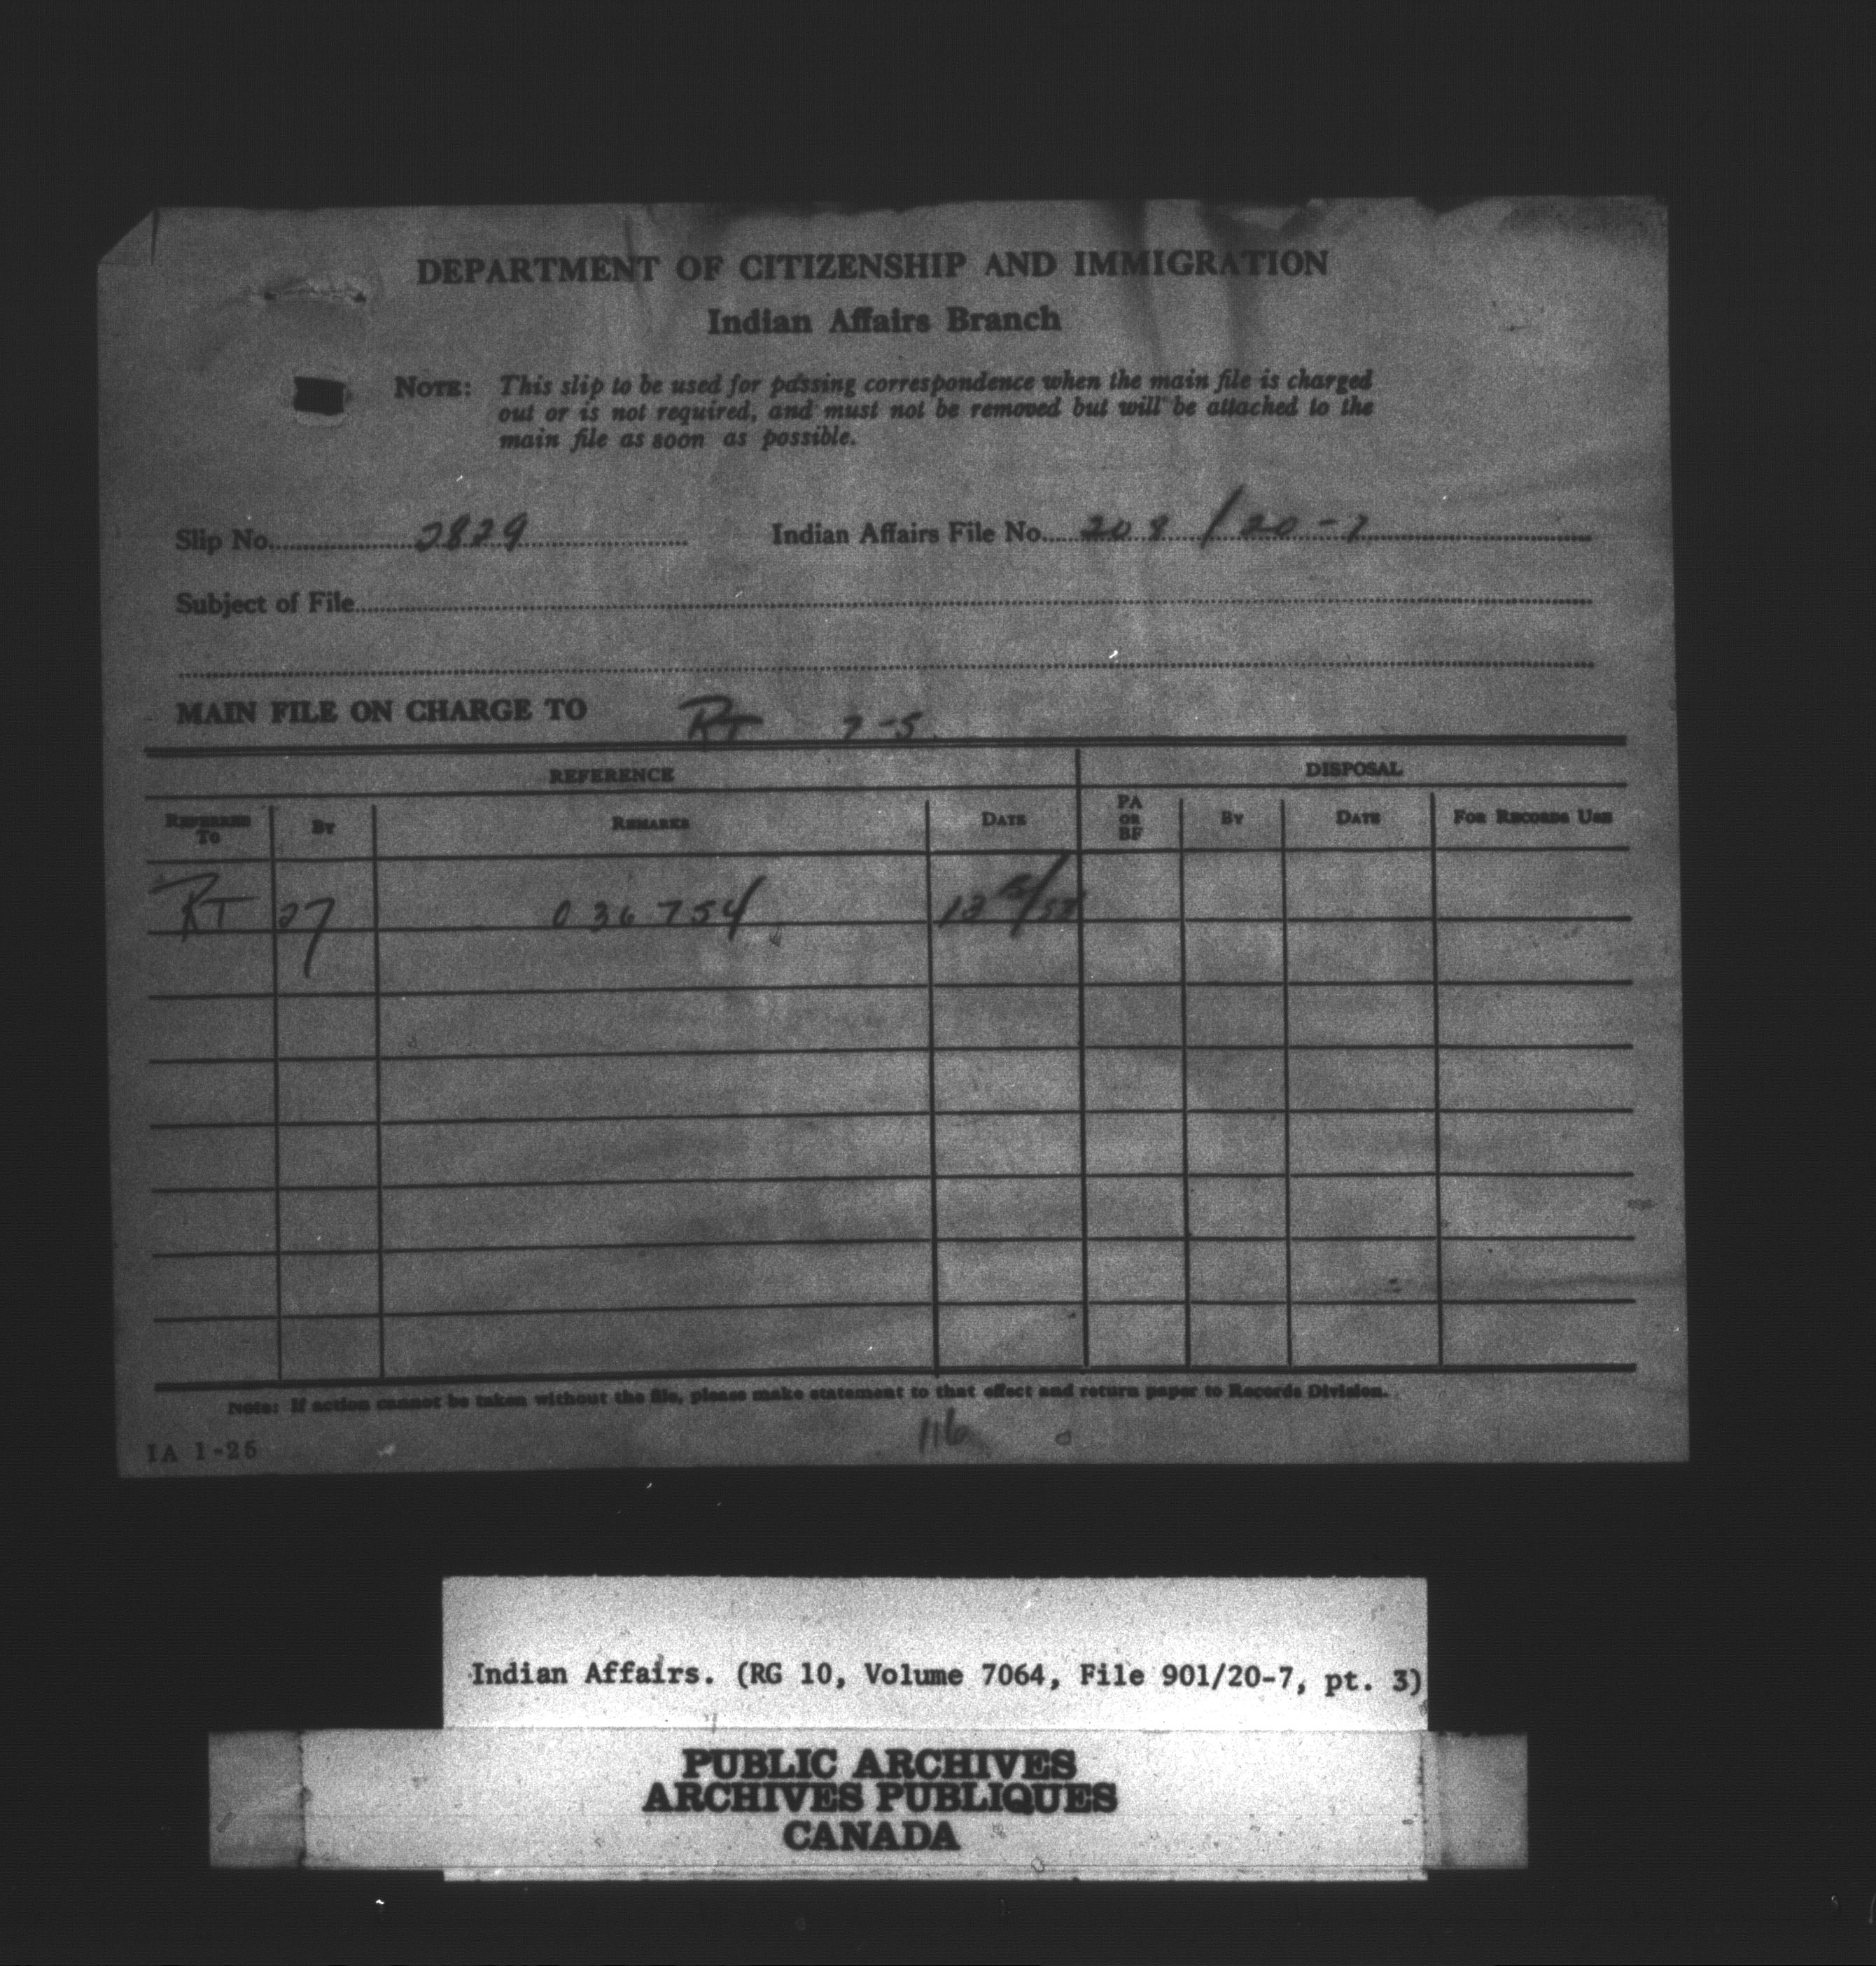 DEPARTMENT OF CITIZENSHIP AND IMMIGRATION
Indian Affairs Branch
NOTE: This slip to be used for passing correspondence when the main file is charged
out or is not required, and must not be removed but will be attached to the
main file as soon as possible.
Slip No. 2829 Indian Affairs File No. 208/20-7
Subject of File
MAIN FILE ON CHARGE TO RT 7-5
REFERENCE DISPOSAL
REFERRED TO BY REMARKS DATE PA OR BF BY DATE FOR RECORDS USE
RT 27 036754
NOTE: If action cannot be taken without the file, please make statement to that effect and return paper to Records Division.
116
IA 1-26
Indian Affairs. (RG 10, Volume 7064, File 901/20-7, pt. 3)
PUBLIC ARCHIVES
ARCHIVES PUBLIQUES
CANADA